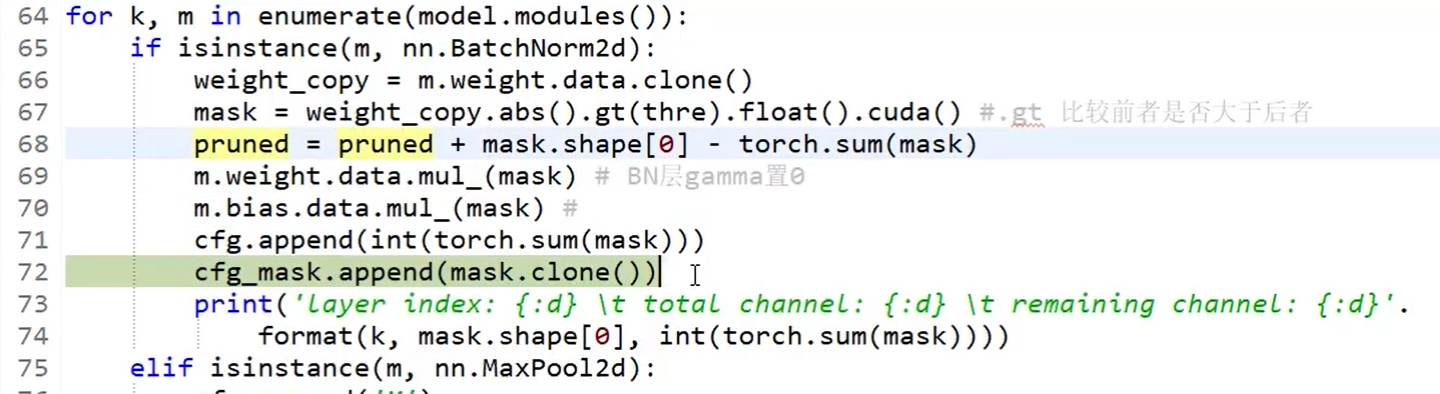 64 for k, m in enumerate(model.modules()):
65 if isinstance(m, nn.BatchNorm2d):
66 weight_copy = m.weight.data.clone()
67 mask = weight_copy.abs().gt(thre).float().cuda() #.gt 比较前者是否大于后者
68 pruned = pruned + mask.shape[0] - torch.sum(mask)
69 m.weight.data.mul_(mask) # BN层gamma置0
70 m.bias.data.mul_(mask) #
71 cfg.append(int(torch.sum(mask)))
72 cfg_mask.append(mask.clone())
73 print('layer index: {:d} \t total channel: {:d} \t remaining channel: {:d}'.
74 format(k, mask.shape[0], int(torch.sum(mask))))
75 elif isinstance(m, nn.MaxPool2d):